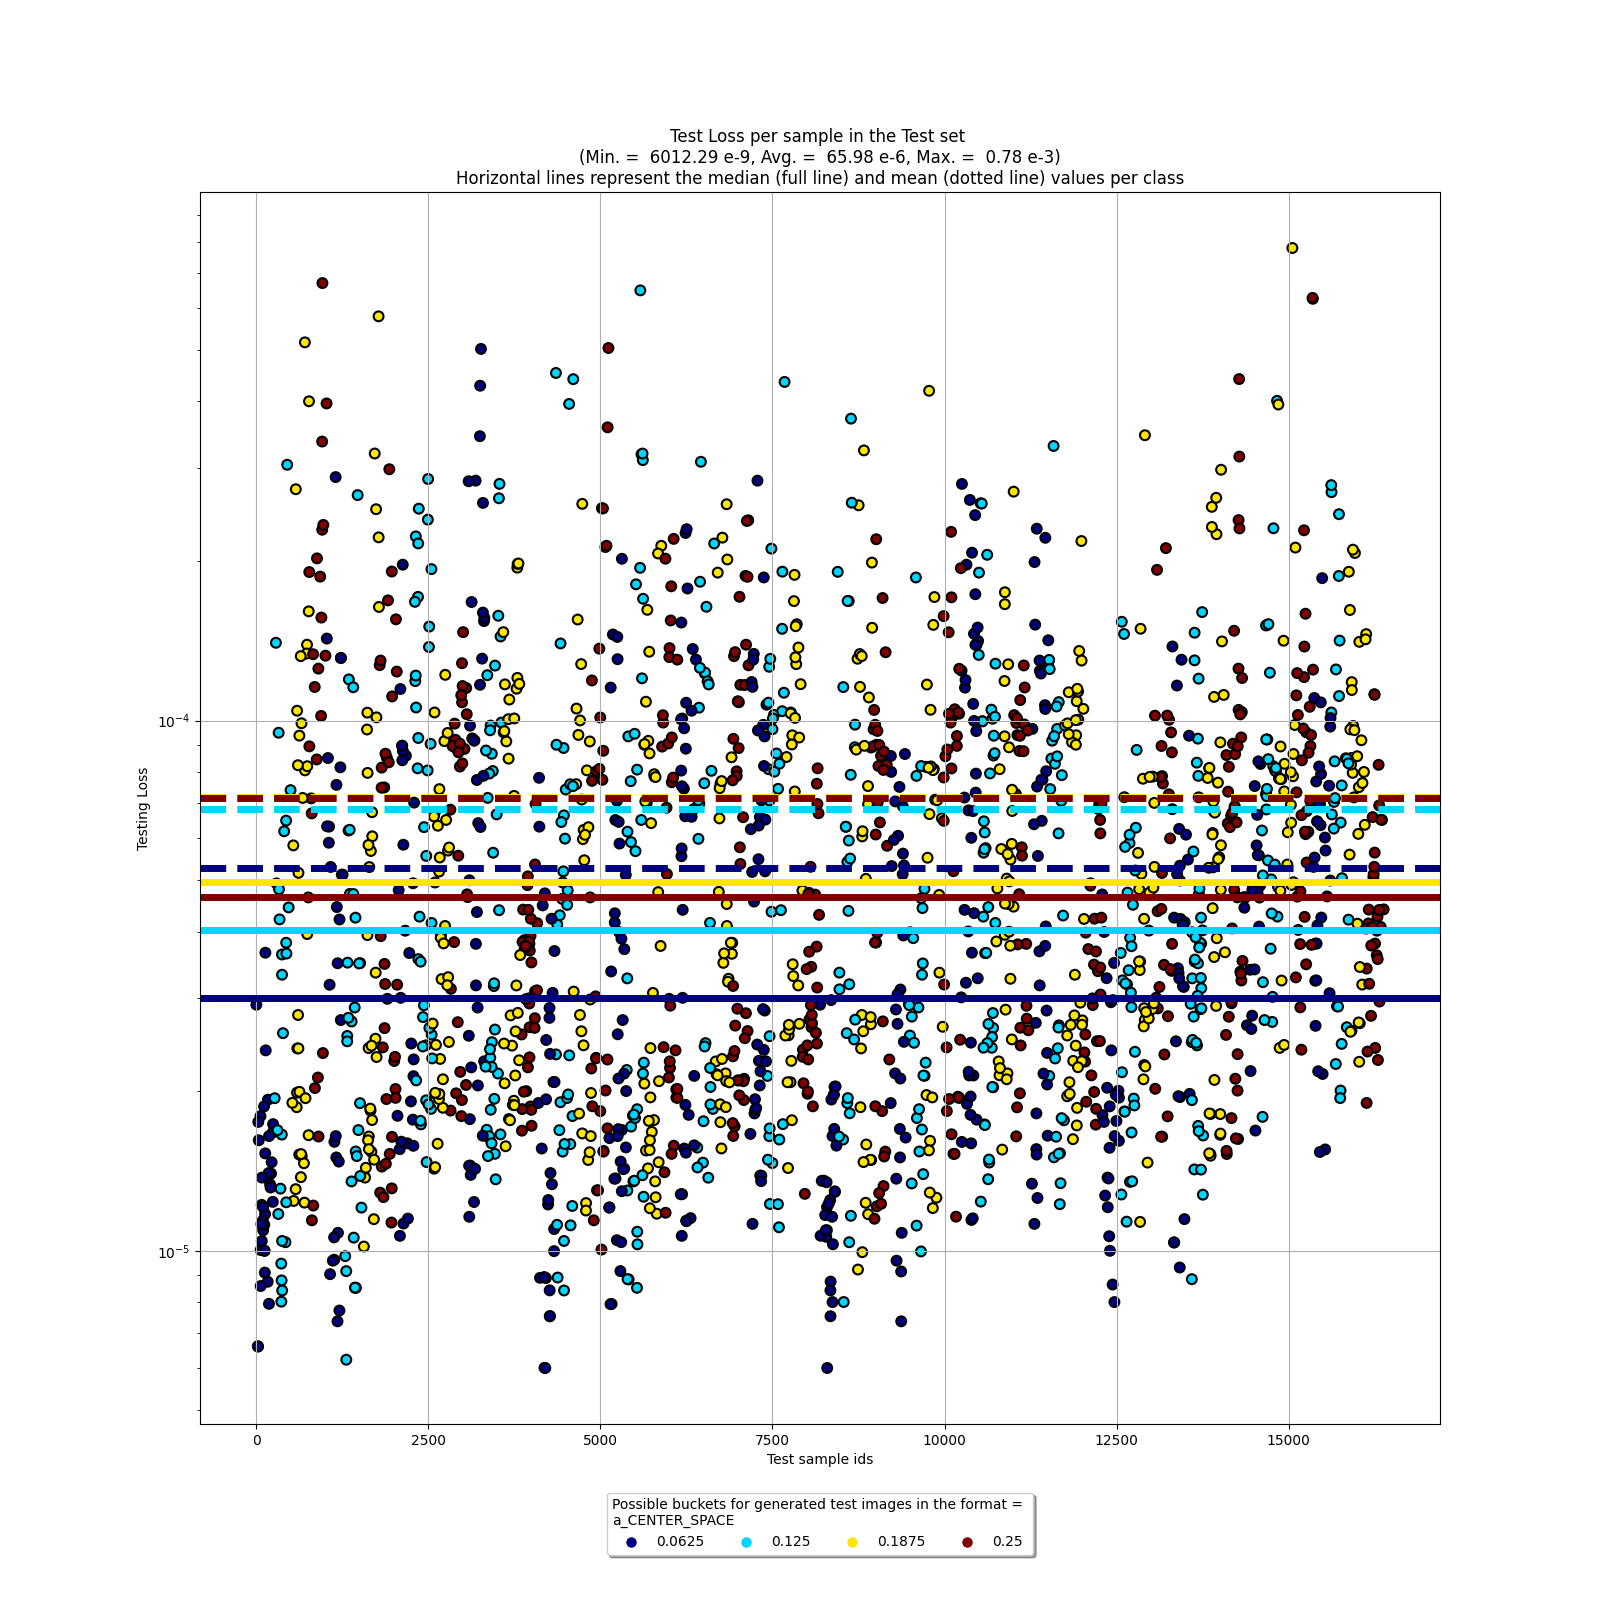 Test Loss per sample in the Test set
(Min. = 6012.29 e-9, Avg. = 65.98 e-6, Max. = 0.78 e-3)
Horizontal lines represent the median (full line) and mean (dotted line) values per class
Testing Loss
10⁻⁴
10⁻⁵
0 2500 5000 7500 10000 12500 15000
Test sample ids
Possible buckets for generated test images in the format =
a_CENTER_SPACE
0.0625 0.125 0.1875 0.25